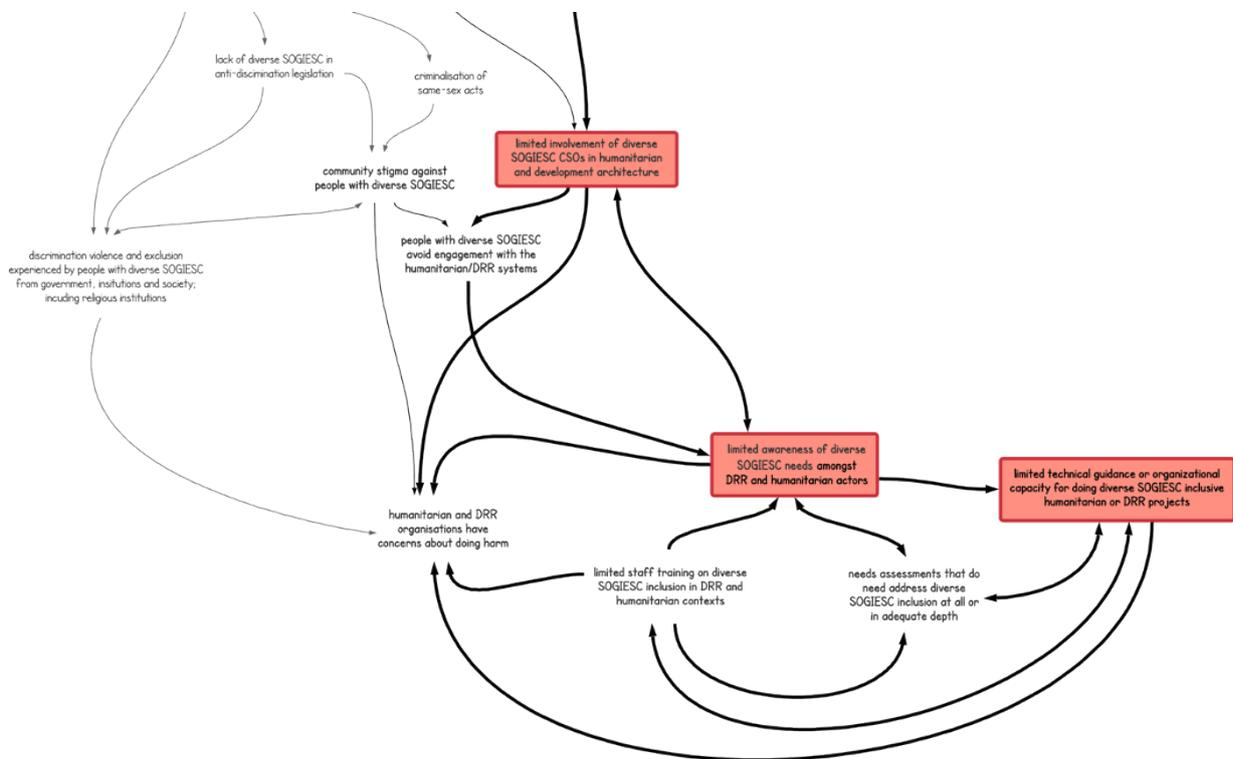 lack of diverse SOGIESC in
anti-discimination legislation
criminalisation of
same-sex acts
limited involvement of diverse
SOGIESC CSOs in humanitarian
and development architecture
community stigma against
people with diverse SOGIESC
people with diverse SOGIESC
avoid engagement with the
humanitarian/DRR systems
discrimination violence and exclusion
experienced by people with diverse SOGIESC
from government, insitutions and society;
incuding religious institutions
limited awareness of diverse
SOGIESC needs amongst
DRR and humanitarian actors
limited technical guidance or organizational
capacity for doing diverse SOGIESC inclusive
humanitarian or DRR projects
humanitarian and DRR
organisations have
concerns about doing harm
limited staff training on diverse
SOGIESC inclusion in DRR and
humanitarian contexts
needs assessments that do
need address diverse
SOGIESC inclusion at all or
in adequate depth